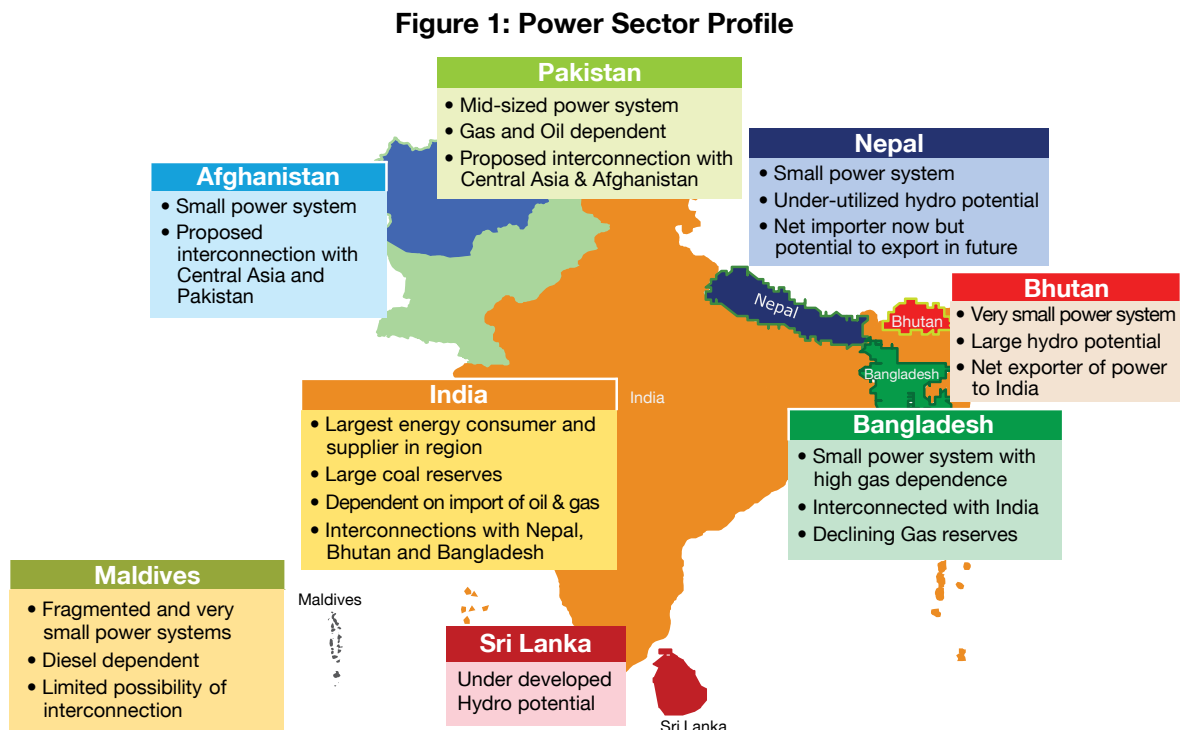 Figure 1: Power Sector Profile
Pakistan
• Mid-sized power system
• Gas and Oil dependent
• Proposed interconnection with
Central Asia & Afghanistan
Nepal
• Small power system
• Under-utilized hydro potential
• Net importer now but
potential to export in future
Afghanistan
• Small power system
• Proposed
interconnection with
Central Asia and
Pakistan
Nepal
Bhutan
Bhutan
• Very small power system
• Large hydro potential
• Net exporter of power
to India
Bangladesh
India
• Largest energy consumer and
supplier in region
• Large coal reserves
• Dependent on import of oil & gas
• Interconnections with Nepal,
Bhutan and Bangladesh
India
Bangladesh
• Small power system with
high gas dependence
• Interconnected with India
• Declining Gas reserves
Maldives
• Fragmented and very
small power systems
• Diesel dependent
• Limited possibility of
interconnection
Maldives
Sri Lanka
Under developed
Hydro potential
Sri Lanka